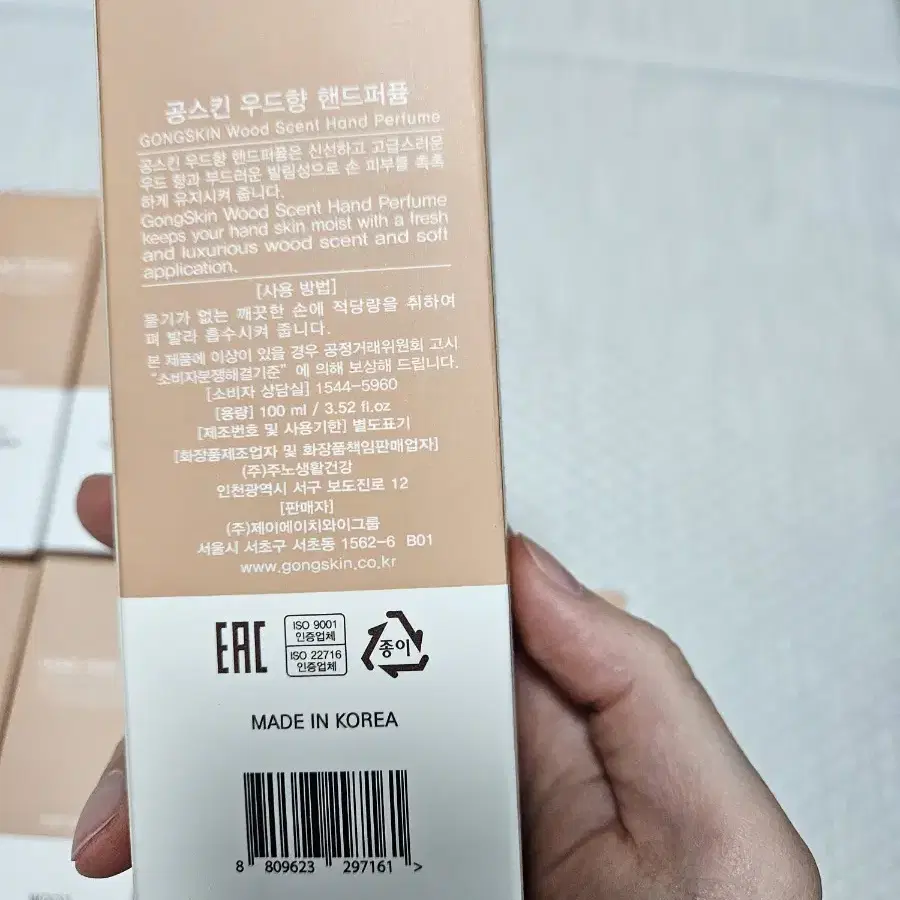 공스킨 우드향 핸드퍼퓸
GONGSKIN Wood Scent Hand Perfume
공스킨 우드향 핸드퍼퓸은 신선하고 고급스러운
우드 향과 부드러운 발림성으로 손 피부를 촉촉
하게 유지시켜 줍니다.
GongSkin Wood Scent Hand Perfume
keeps your hand skin moist with a fresh
and luxurious wood scent and soft
application.
[사용 방법]
물기가 없는 깨끗한 손에 적당량을 취하여
펴 발라 흡수시켜 줍니다.
본 제품에 이상이 있을 경우 공정거래위원회 고시
"소비자분쟁해결기준" 에 의해 보상해 드립니다.
[소비자 상담실] 1544-5960
[용량] 100 ml / 3.52 fl.oz
[제조번호 및 사용기한] 별도표기
[화장품제조업자 및 화장품책임판매업자]
(주)주노생활건강
인천광역시 서구 보도진로 12
[판매자]
(주)제이에이치와이그룹
서울시 서초구 서초동 1562-6 B01
www.gongskin.co.kr
EAC
ISO 9001
인증업체
ISO 22716
인증업체
종이
MADE IN KOREA
8 809623 297161 >